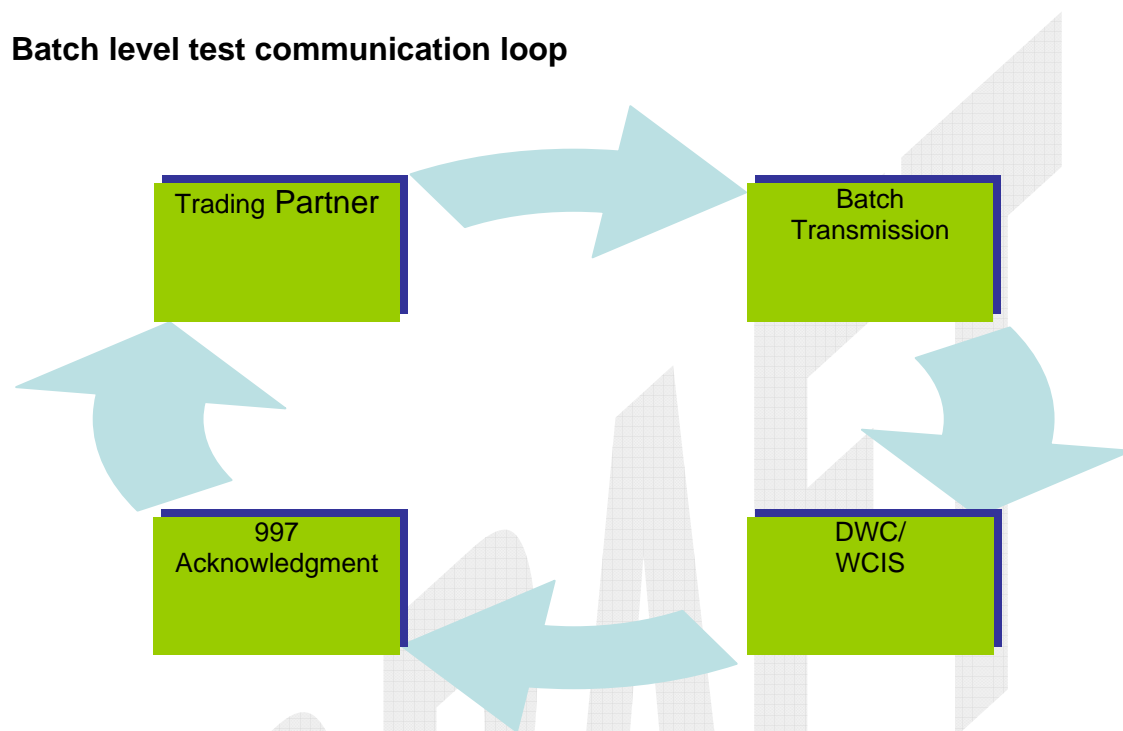 Batch level test communication loop
Trading Partner
Batch
Transmission
997
Acknowledgment
DWC/
WCIS